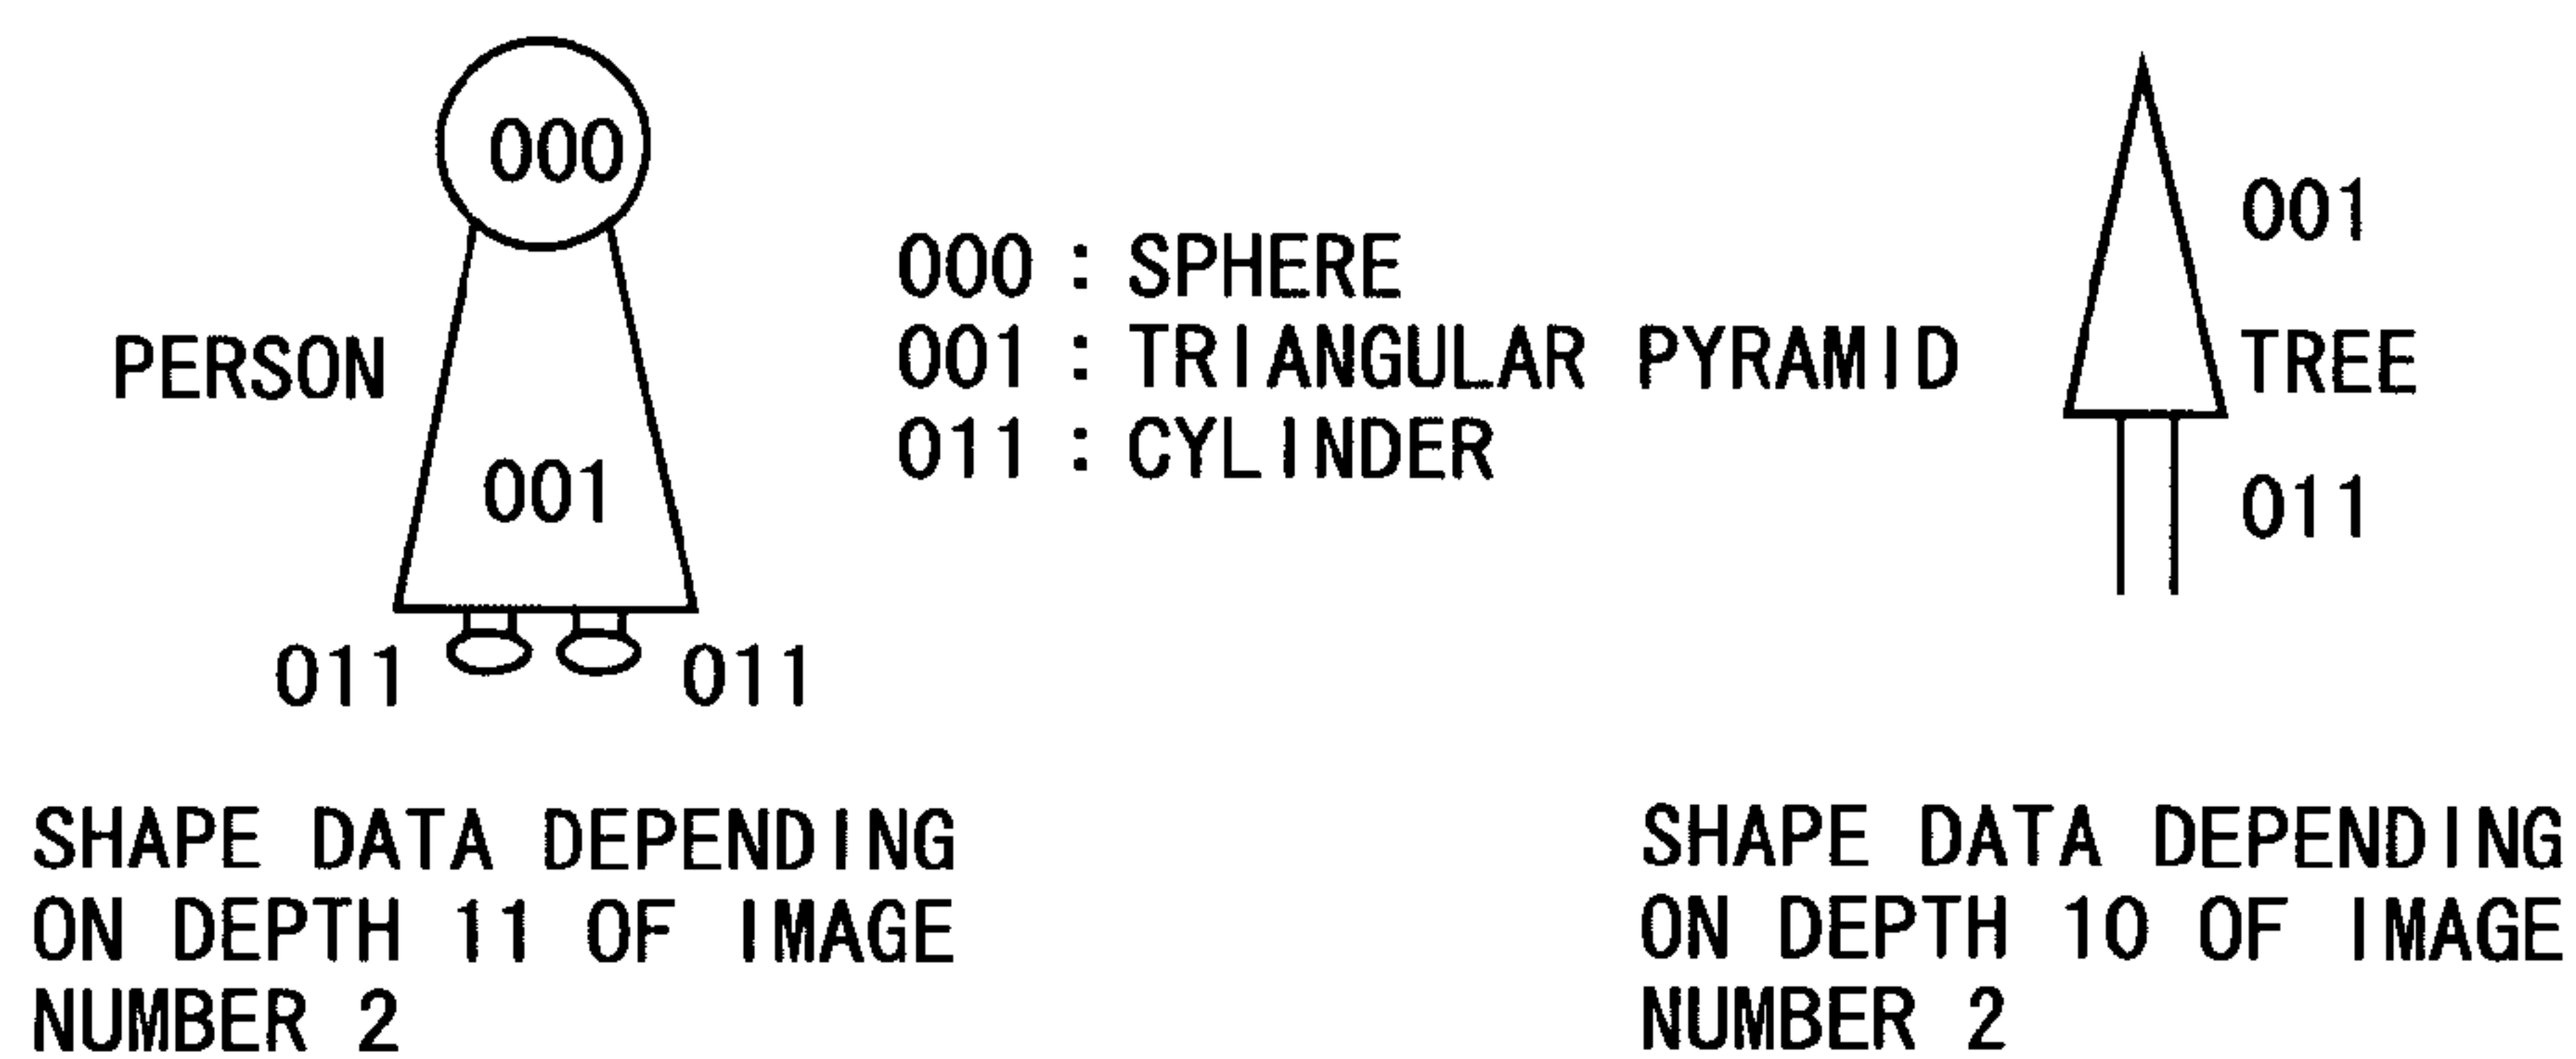 000
PERSON
001
011 011
000 : SPHERE
001 : TRIANGULAR PYRAMID
011 : CYLINDER
001
TREE
011
SHAPE DATA DEPENDING
ON DEPTH 11 OF IMAGE
NUMBER 2
SHAPE DATA DEPENDING
ON DEPTH 10 OF IMAGE
NUMBER 2